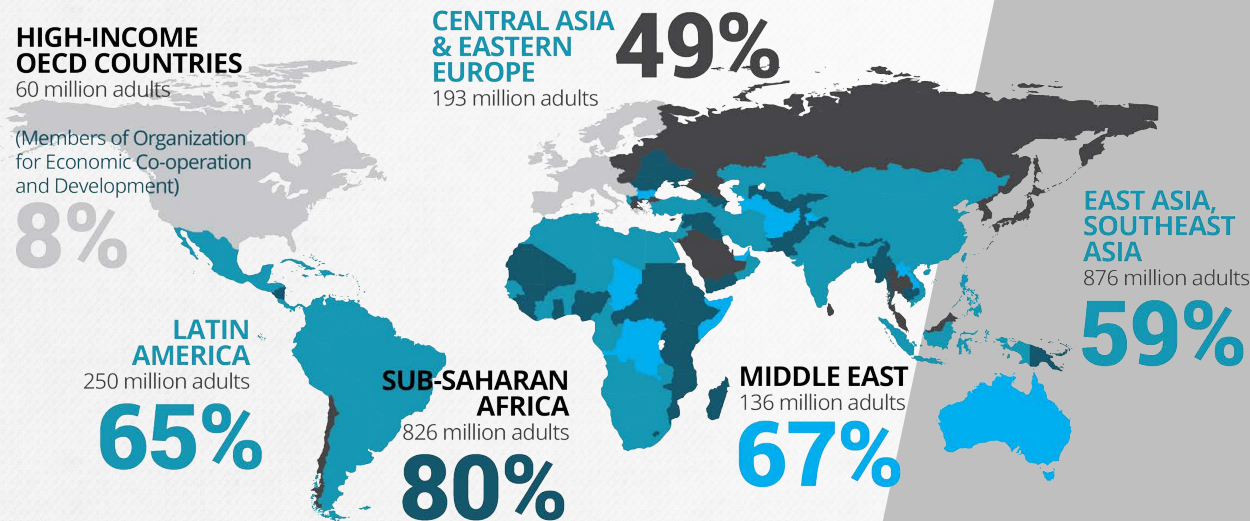 HIGH-INCOME
OECD COUNTRIES
60 million adults
(Members of Organization
for Economic Co-operation
and Development)
8%
CENTRAL ASIA
& EASTERN
EUROPE
49%
193 million adults
EAST ASIA,
SOUTHEAST
ASIA
876 million adults
59%
LATIN
AMERICA
250 million adults
65%
SUB-SAHARAN
AFRICA
826 million adults
80%
MIDDLE EAST
136 million adults
67%